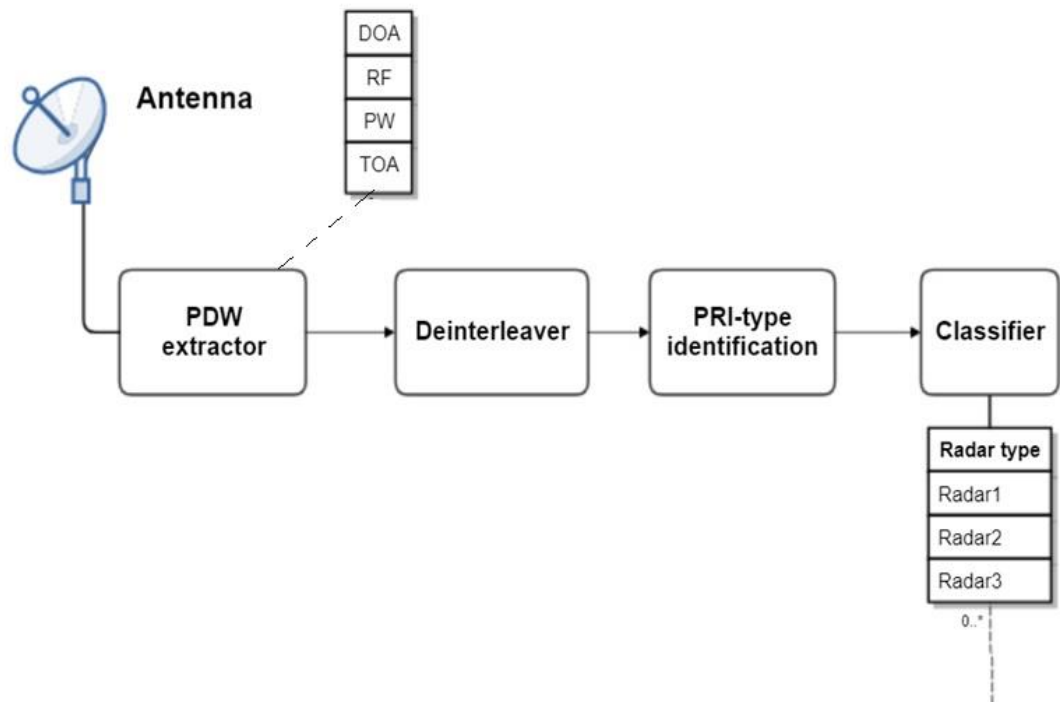 DOA
RF
PW
TOA
Antenna
PDW
extractor
Deinterleaver
PRI-type
identification
Classifier
Radar type
Radar1
Radar2
Radar3
0..*